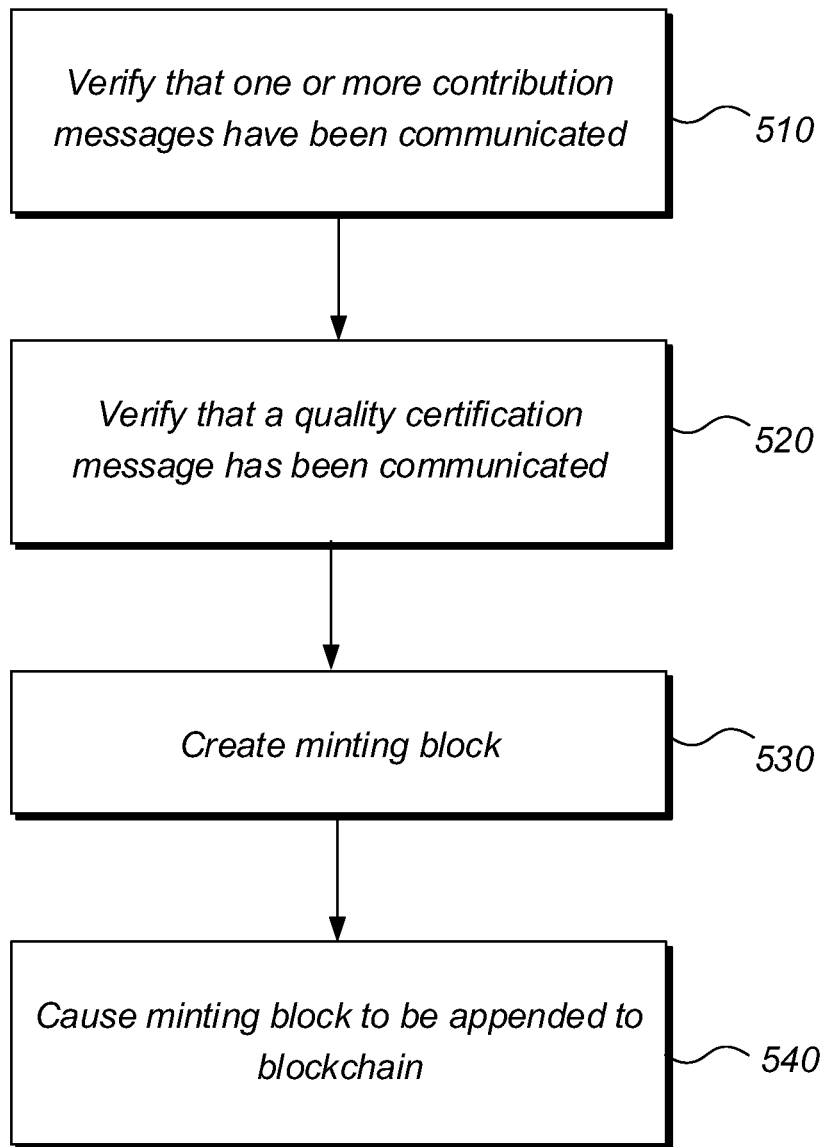 Verify that one or more contribution
messages have been communicated
510
Verify that a quality certification
message has been communicated
520
Create minting block
530
Cause minting block to be appended to
blockchain
540